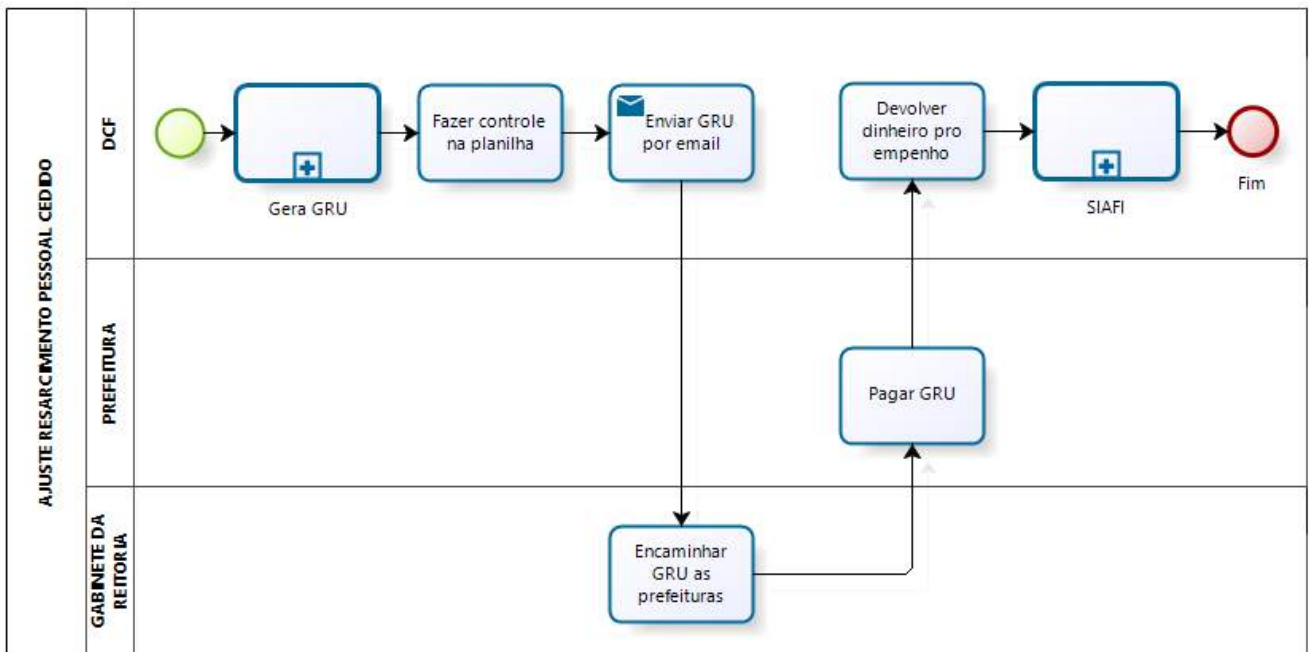 AJUSTE RESARCIMENTO PESSOAL CEDIDO
DCF
Gera GRU
Fazer controle
na planilha
Enviar GRU
por email
Devolver
dinheiro pro
empenho
SIAFI
Fim
PREFEITURA
Pagar GRU
GABINETE DA
REITORIA
Encaminhar
GRU as
prefeituras